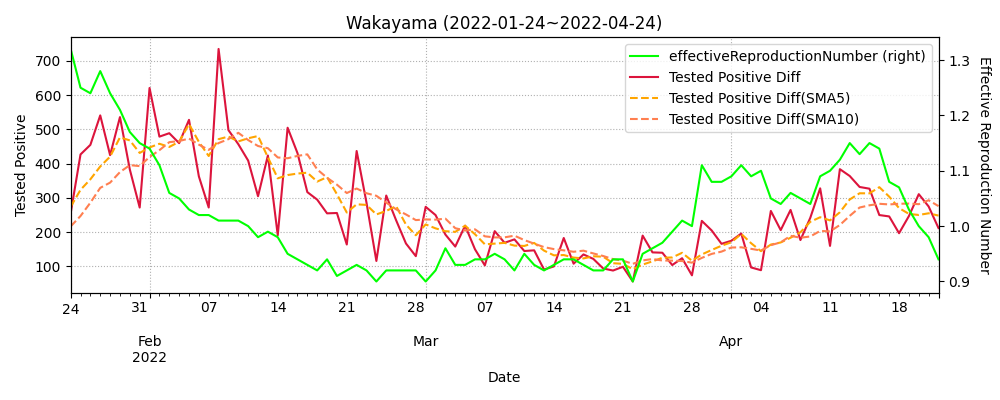 Wakayama (2022-01-24~2022-04-24)
effectiveReproductionNumber (right)
Tested Positive Diff
Tested Positive Diff(SMA5)
Tested Positive Diff(SMA10)
Tested Positive
700
600
500
400
300
200
100
1.3
1.2
1.1
1.0
0.9
Effective Reproduction Number
24 31 07 14 21 28 07 14 21 28 04 11 18
Feb Mar Apr
2022
Date